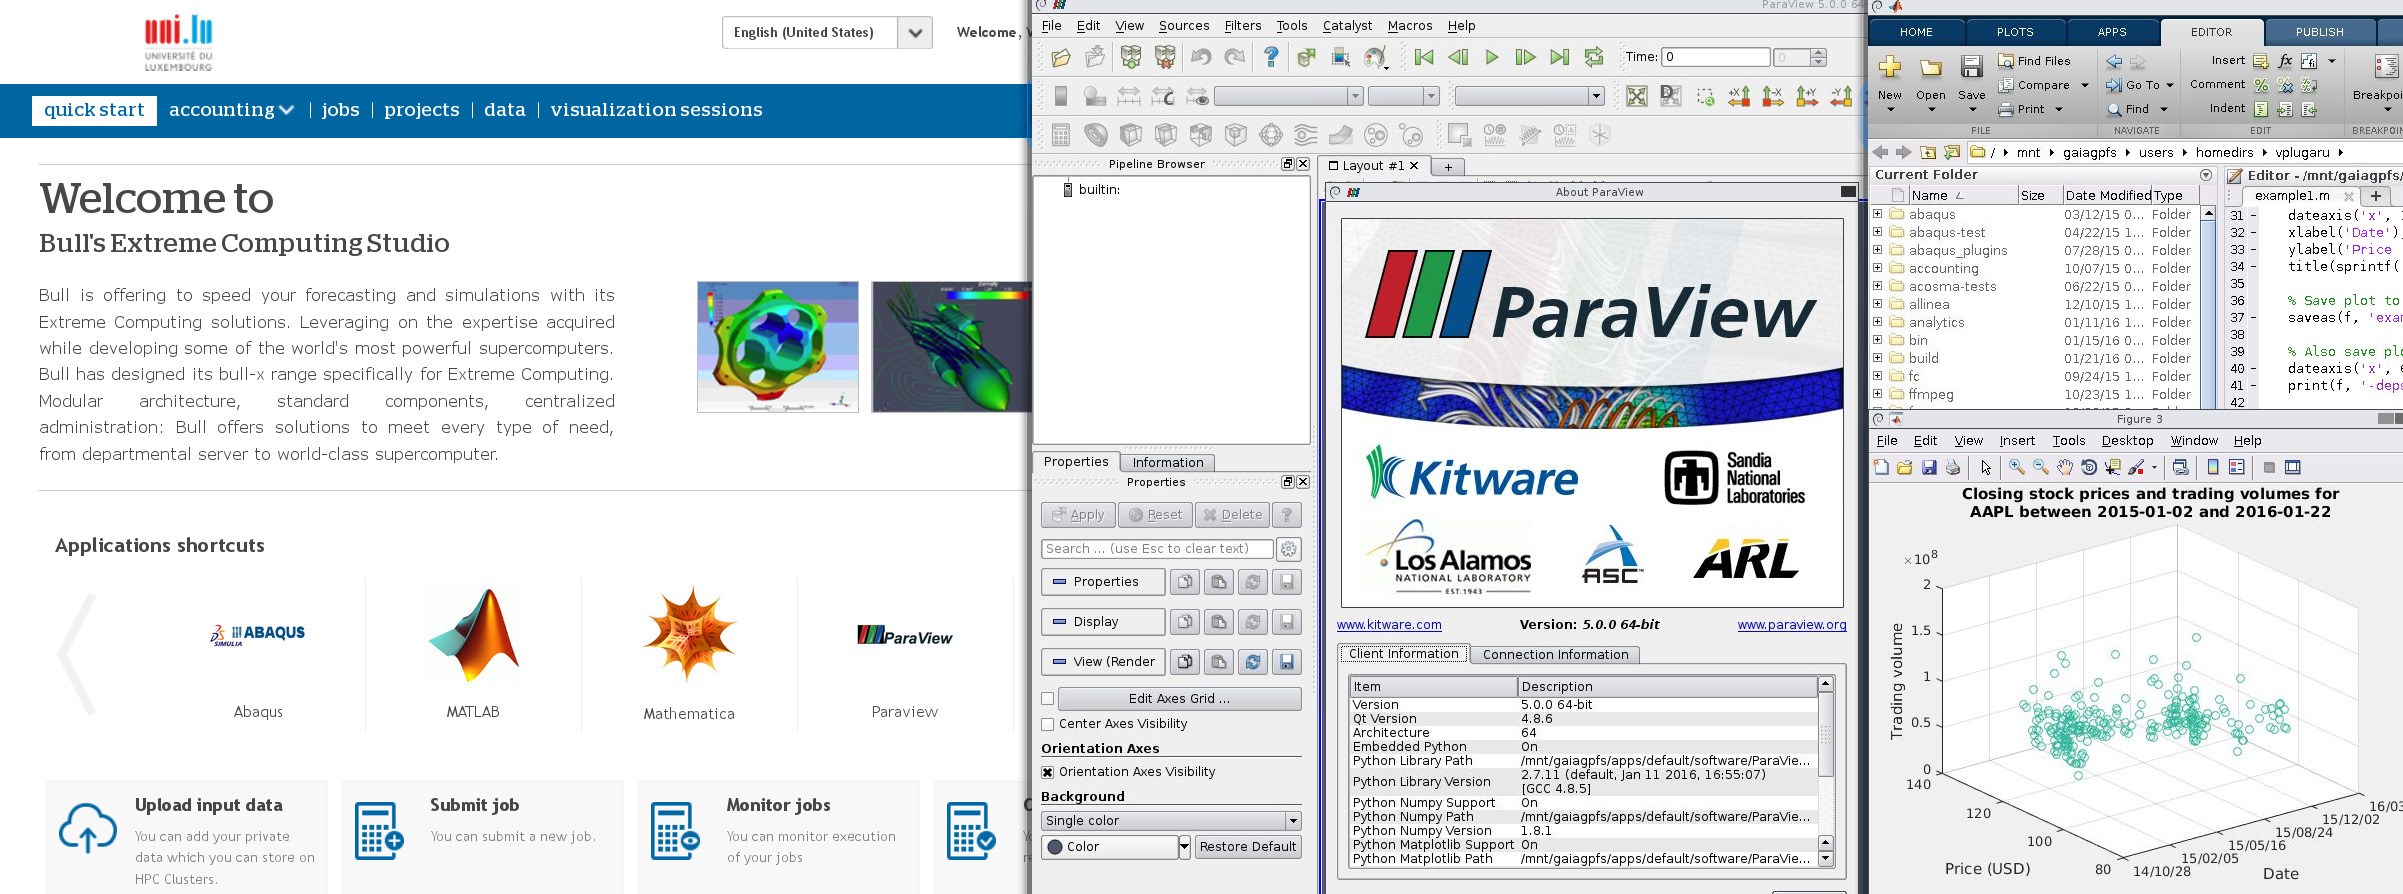 uni.lu
UNIVERSITÉ DU
LUXEMBOURG
English (United States)
Welcome,
quick start
accounting
jobs
projects
data
visualization sessions
Welcome to
Bull's Extreme Computing Studio
Bull is offering to speed your forecasting and simulations with its
Extreme Computing solutions. Leveraging on the expertise acquired
while developing some of the world's most powerful supercomputers.
Bull has designed its bull-x range specifically for Extreme Computing.
Modular architecture, standard components, centralized
administration: Bull offers solutions to meet every type of need,
from departmental server to world-class supercomputer.
Applications shortcuts
SIMULIA ABAQUS
ParaView
Abaqus
MATLAB
Mathematica
Paraview
Upload input data
You can add your private
data which you can store on
HPC Clusters.
Submit job
You can submit a new job.
Monitor jobs
You can monitor execution
of your jobs
ParaView 5.0.0 64-
File Edit View Sources Filters Tools Catalyst Macros Help
Time: 0
0
Pipeline Browser
builtin:
Properties Information
Properties
Apply Reset Delete ?
Search ... (use Esc to clear text)
Properties
Display
View (Render
Edit Axes Grid ...
Center Axes Visibility
Orientation Axes
Orientation Axes Visibility
Background
Single color
Color
Restore Default
Layout #1
+
About ParaView
ParaView
Kitware
Sandia
National
Laboratories
Los Alamos
NATIONAL LABORATORY
EST.1943
ASC
ARL
www.kitware.com
Version: 5.0.0 64-bit
www.paraview.org
Client Information Connection Information
Item Description
Version 5.0.0 64-bit
Qt Version 4.8.6
Architecture 64
Embedded Python On
Python Library Path /mnt/gaiagpfs/apps/default/software/ParaVie...
Python Library Version 2.7.11 (default, Jan 11 2016, 16:55:07)
[GCC 4.8.5]
Python Numpy Support On
Python Numpy Path /mnt/gaiagpfs/apps/default/software/ParaVie...
Python Numpy Version 1.8.1
Python Matplotlib Support On
Python Matplotlib Path /mnt/gaiagpfs/apps/default/software/ParaVie...
HOME PLOTS APPS EDITOR PUBLISH
New
Open
Save
Find Files
Compare
Print
Go To
Find
Insert
Comment
Indent
Breakpoi
FILE NAVIGATE EDIT BREAKPOIN
/ mnt gaiagpfs users homedirs vplugaru
Current Folder
Name Size Date Modified Type
abaqus 03/12/15 0... Folder
abaqus-test 04/22/15 1... Folder
abaqus_plugins 07/28/15 0... Folder
accounting 10/07/15 0... Folder
acosma-tests 06/22/15 0... Folder
allinea 12/10/15 1... Folder
analytics 01/11/16 1... Folder
bin 01/15/16 0... Folder
build 01/21/16 0... Folder
fc 09/24/15 1... Folder
ffmpeg 10/23/15 1... Folder
Editor - /mnt/gaiagpfs/
example1.m
+
31 - dateaxis('x',
32 - xlabel('Date')
33 - ylabel('Price
34 - title(sprintf(
35
36 % Save plot to
37 - saveas(f, 'exa
38
39 % Also save plo
40 - dateaxis('x',
41 - print(f, '-deps
42
Figure 3
File Edit View Insert Tools Desktop Window Help
Closing stock prices and trading volumes for
AAPL between 2015-01-02 and 2016-01-22
×10⁸
2
1.5
1
0.5
0
Trading volume
140
120
100
80
Price (USD)
14/10/28
15/02/05
15/05/16
15/08/24
15/12/02
16/03
Date